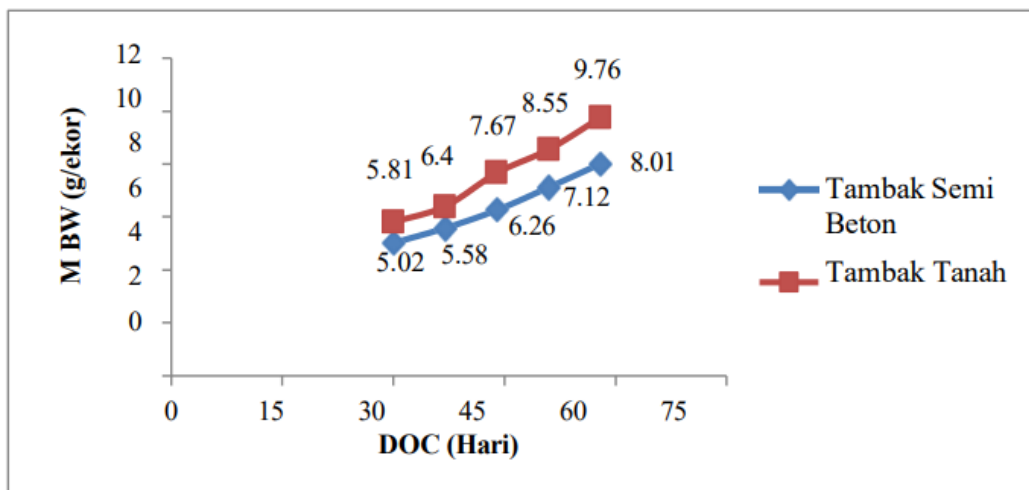 12
10
8
6
4
2
0
M BW (g/ekor)
5.81
6.4
7.67
8.55
9.76
5.02
5.58
6.26
7.12
8.01
0 15 30 45 60 75
DOC (Hari)
Tambak Semi
Beton
Tambak Tanah